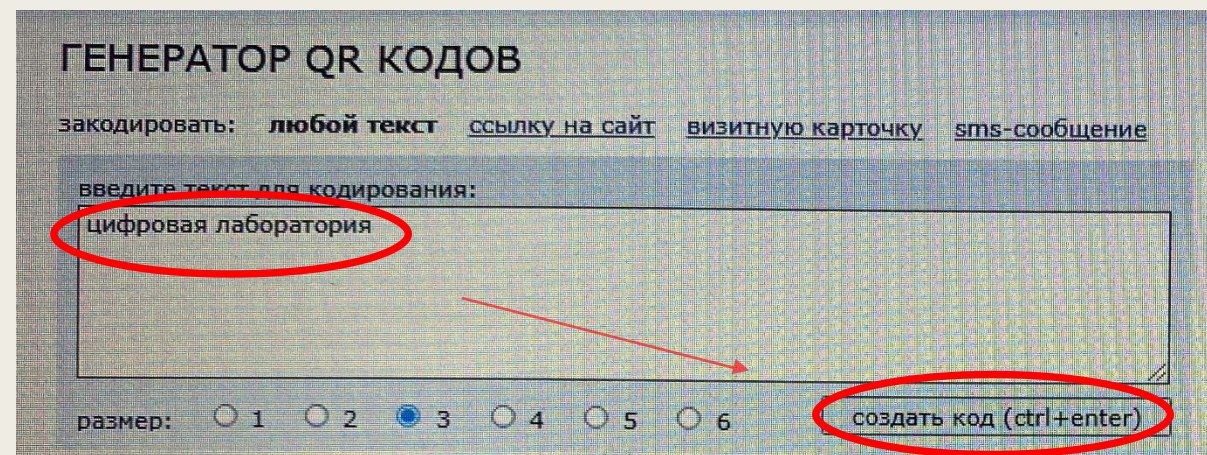 ГЕНЕРАТОР QR КОДОВ
закодировать: любой текст ссылку на сайт визитную карточку sms-сообщение
введите текст для кодирования:
цифровая лаборатория
размер: 1 2 3 4 5 6 создать код (ctrl+enter)